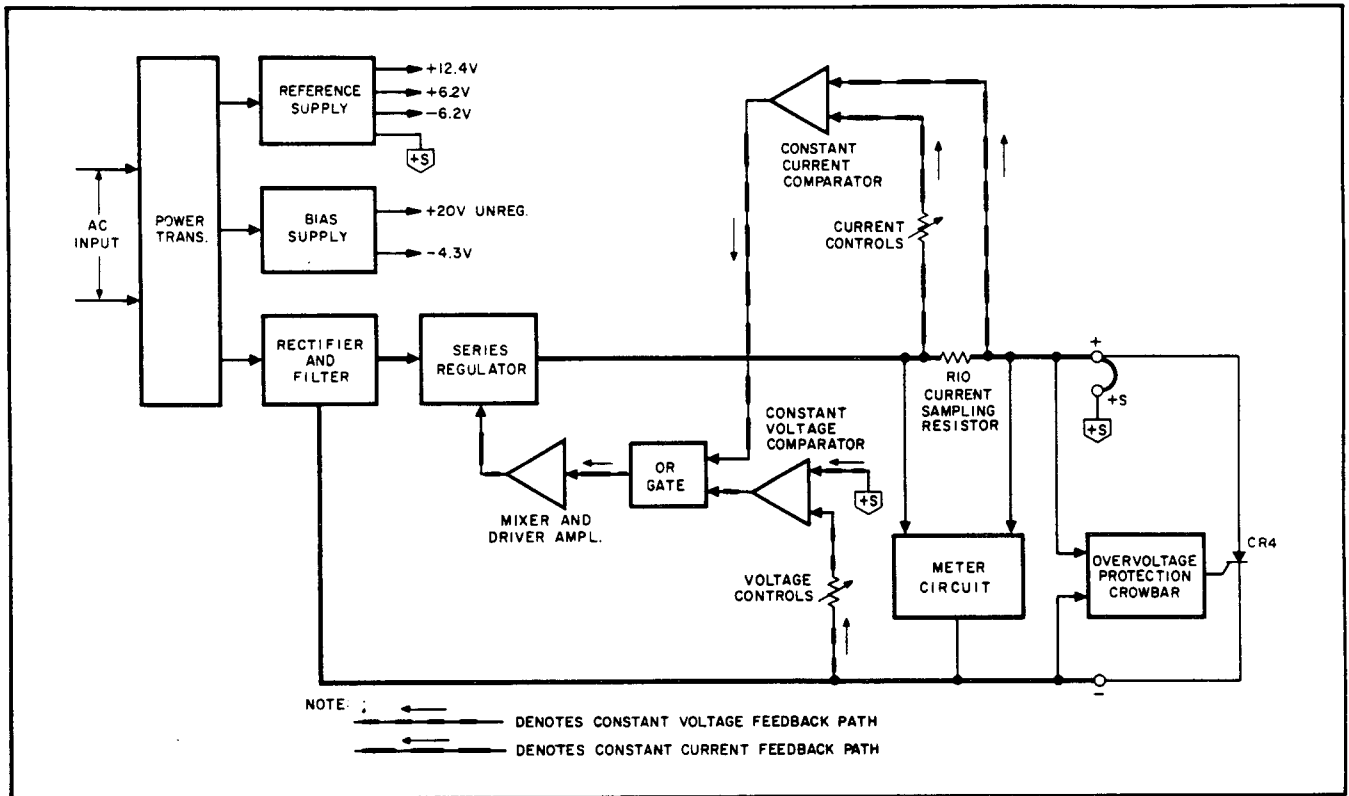 REFERENCE
SUPPLY
+12.4V
+6.2V
-6.2V
+S
AC
INPUT
POWER
TRANS.
BIAS
SUPPLY
+20V UNREG.
-4.3V
RECTIFIER
AND
FILTER
SERIES
REGULATOR
CONSTANT
CURRENT
COMPARATOR
CURRENT
CONTROLS
R10
CURRENT
SAMPLING
RESISTOR
+
+S
+S
CONSTANT
VOLTAGE
COMPARATOR
+S
OR
GATE
MIXER AND
DRIVER AMPL.
VOLTAGE
CONTROLS
METER
CIRCUIT
OVERVOLTAGE
PROTECTION
CROWBAR
CR4
-
NOTE:
DENOTES CONSTANT VOLTAGE FEEDBACK PATH
DENOTES CONSTANT CURRENT FEEDBACK PATH